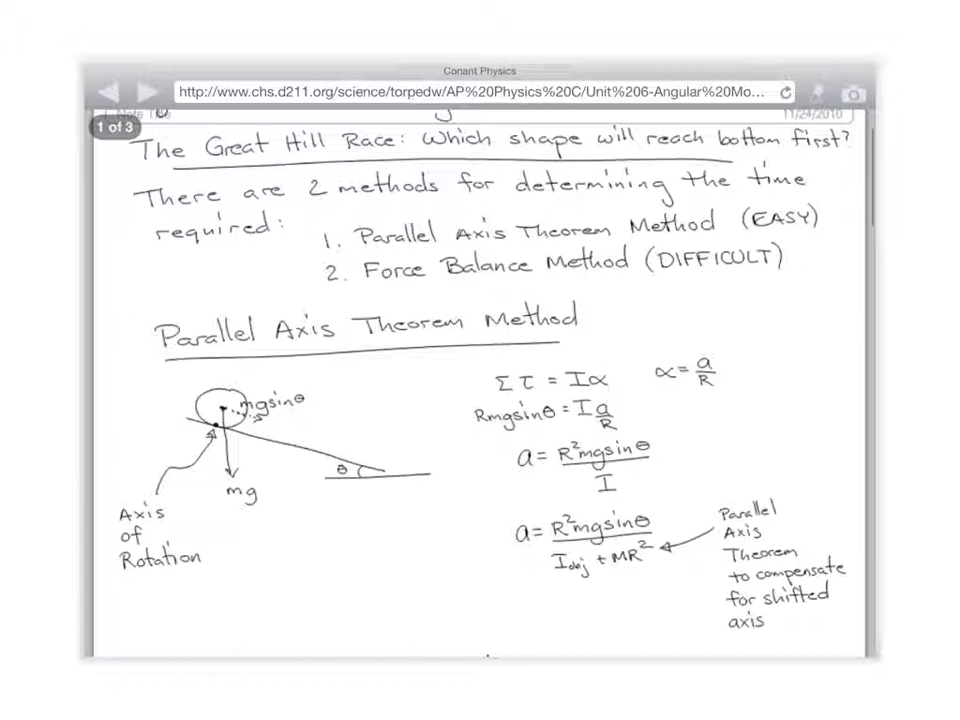 Conant Physics
http://www.chs.d211.org/science/torpedw/AP%20Physics%20C/Unit%206-Angular%20Mo...
Note Title
11/24/2010
1 of 3
The Great Hill Race: Which shape will reach bottom first?
There are 2 methods for determining the time
required:
1. Parallel Axis Theorem Method (EASY)
2. Force Balance Method (DIFFICULT)
Parallel Axis Theorem Method
mgsinθ
θ
mg
Axis
of
Rotation
Στ = Iα
α = a/R
Rmgsinθ = I a/R
a = R²mgsinθ / I
a = R²mgsinθ / I_obj + MR²
Parallel
Axis
Theorem
to compensate
for shifted
axis